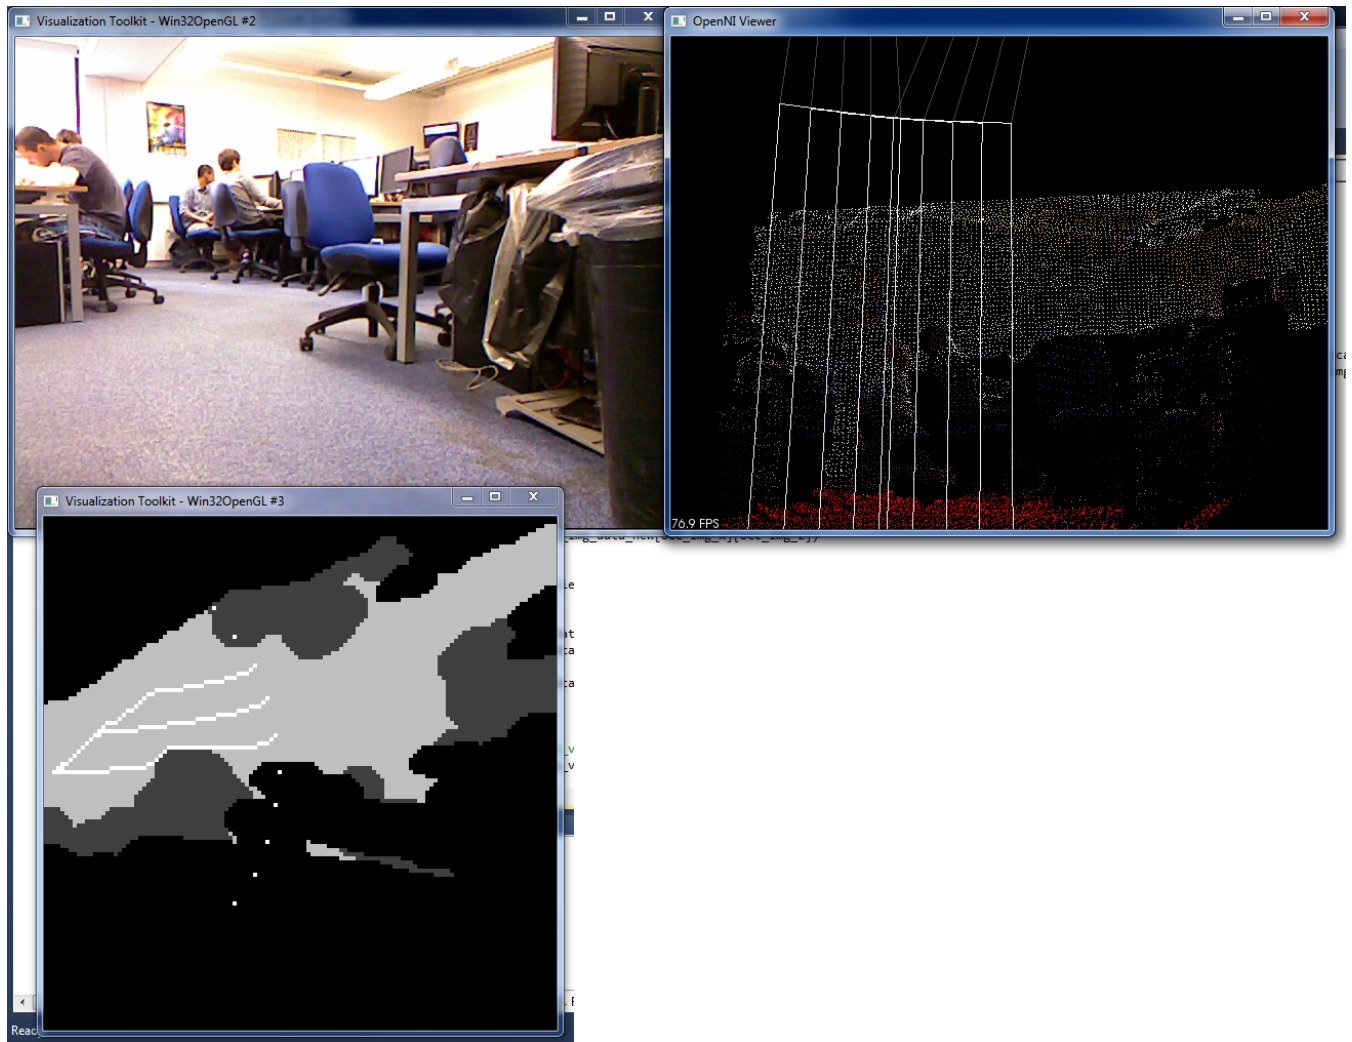 Visualization Toolkit - Win32OpenGL #2
OpenNI Viewer
76.9 FPS
Visualization Toolkit - Win32OpenGL #3